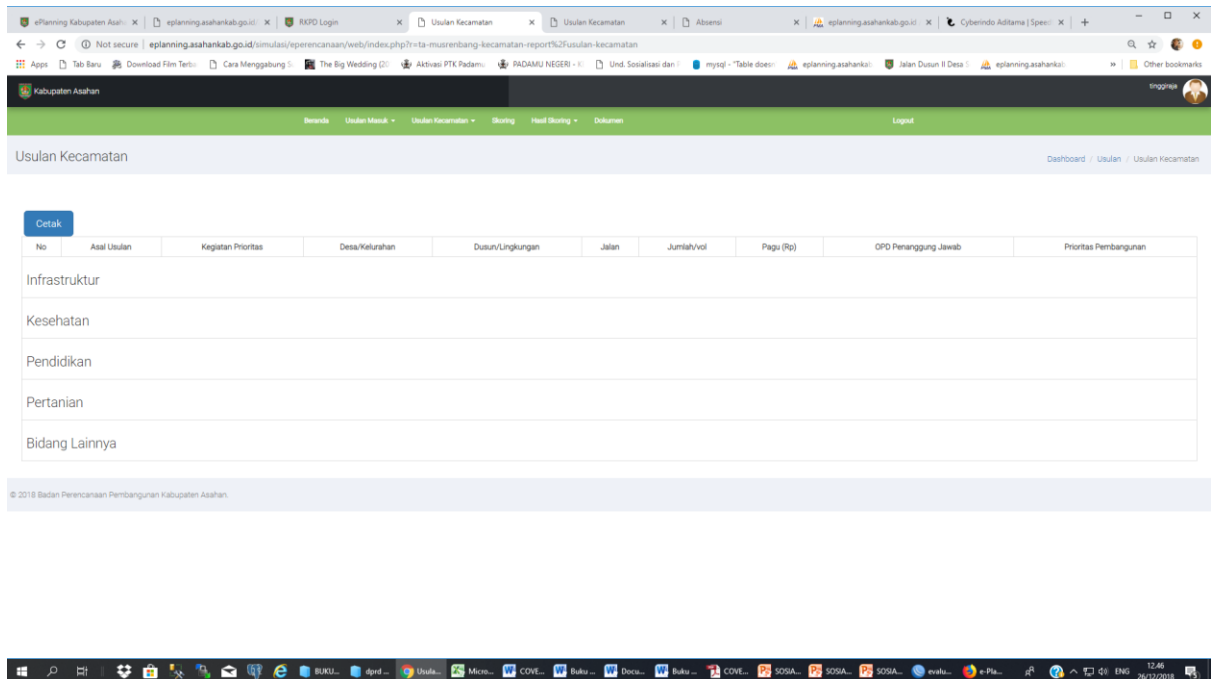 ePlanning Kabupaten Asah
eplanning.asahankab.go.id
RKPD Login
Usulan Kecamatan
Usulan Kecamatan
Absensi
eplanning.asahankab.go.id
Cyberindo Aditama | Speed
Not secure | eplanning.asahankab.go.id/simulasi/eperencanaan/web/index.php?r=ta-musrenbang-kecamatan-report%2Fusulan-kecamatan
Apps Tab Baru Download Film Terba Cara Menggabung S The Big Wedding (20 Aktivasi PTK Padamu PADAMU NEGERI - Und. Sosialisasi dan mysql - "Table doesn eplanning.asahankab Jalan Dusun II Desa S eplanning.asahankab » Other bookmarks
Kabupaten Asahan tinggiraja
Beranda Usulan Masuk Usulan Kecamatan Skoring Hasil Skoring Dokumen Logout
Usulan Kecamatan Dashboard / Usulan / Usulan Kecamatan
Cetak
No Asal Usulan Kegiatan Prioritas Desa/Kelurahan Dusun/Lingkungan Jalan Jumlah/vol Pagu (Rp) OPD Penanggung Jawab Prioritas Pembangunan
Infrastruktur
Kesehatan
Pendidikan
Pertanian
Bidang Lainnya
© 2018 Badan Perencanaan Pembangunan Kabupaten Asahan.
BUKU... dprd ... Usula... Micro... COVE... Buku ... Docu... Buku ... COVE... SOSIA... SOSIA... SOSIA... evalu... e-Pla... ENG 12.46
26/12/2018